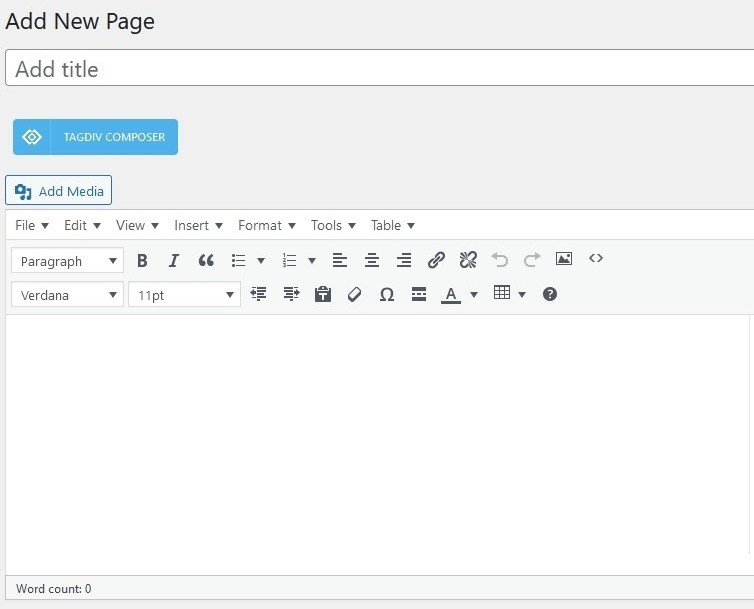 Add New Page
Add title
TAGDIV COMPOSER
Add Media
File Edit View Insert Format Tools Table
Paragraph B I
Verdana 11pt Ω A ?
Word count: 0